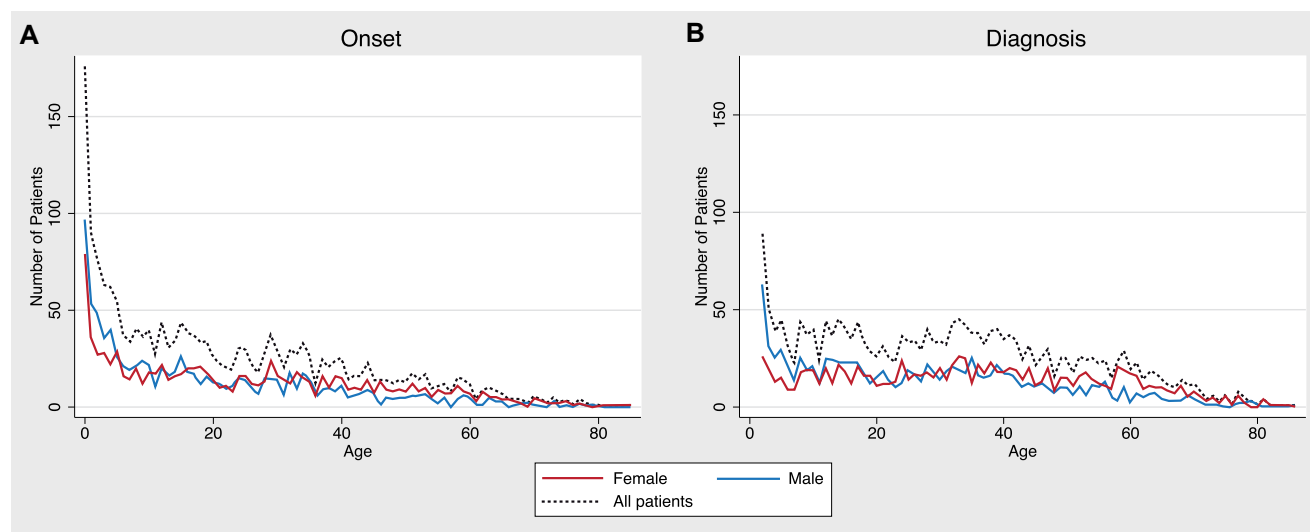 A
Onset
Number of Patients
150
100
50
0
0 20 40 60 80
Age
B
Diagnosis
Number of Patients
150
100
50
0
0 20 40 60 80
Age
Female Male
All patients